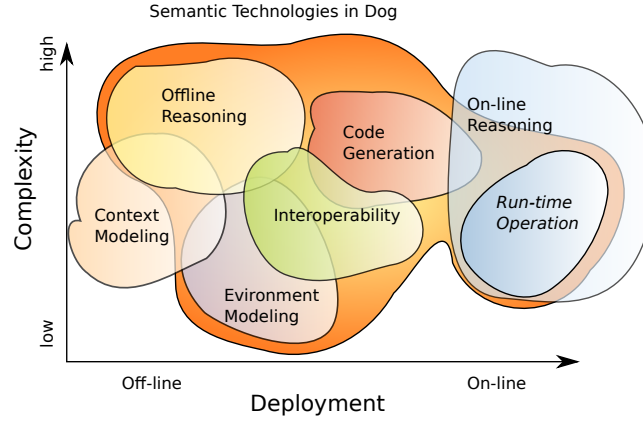 Semantic Technologies in Dog
high
Complexity
low
Offline
Reasoning
On-line
Reasoning
Code
Generation
Context
Modeling
Interoperability
Run-time
Operation
Evironment
Modeling
Off-line
On-line
Deployment